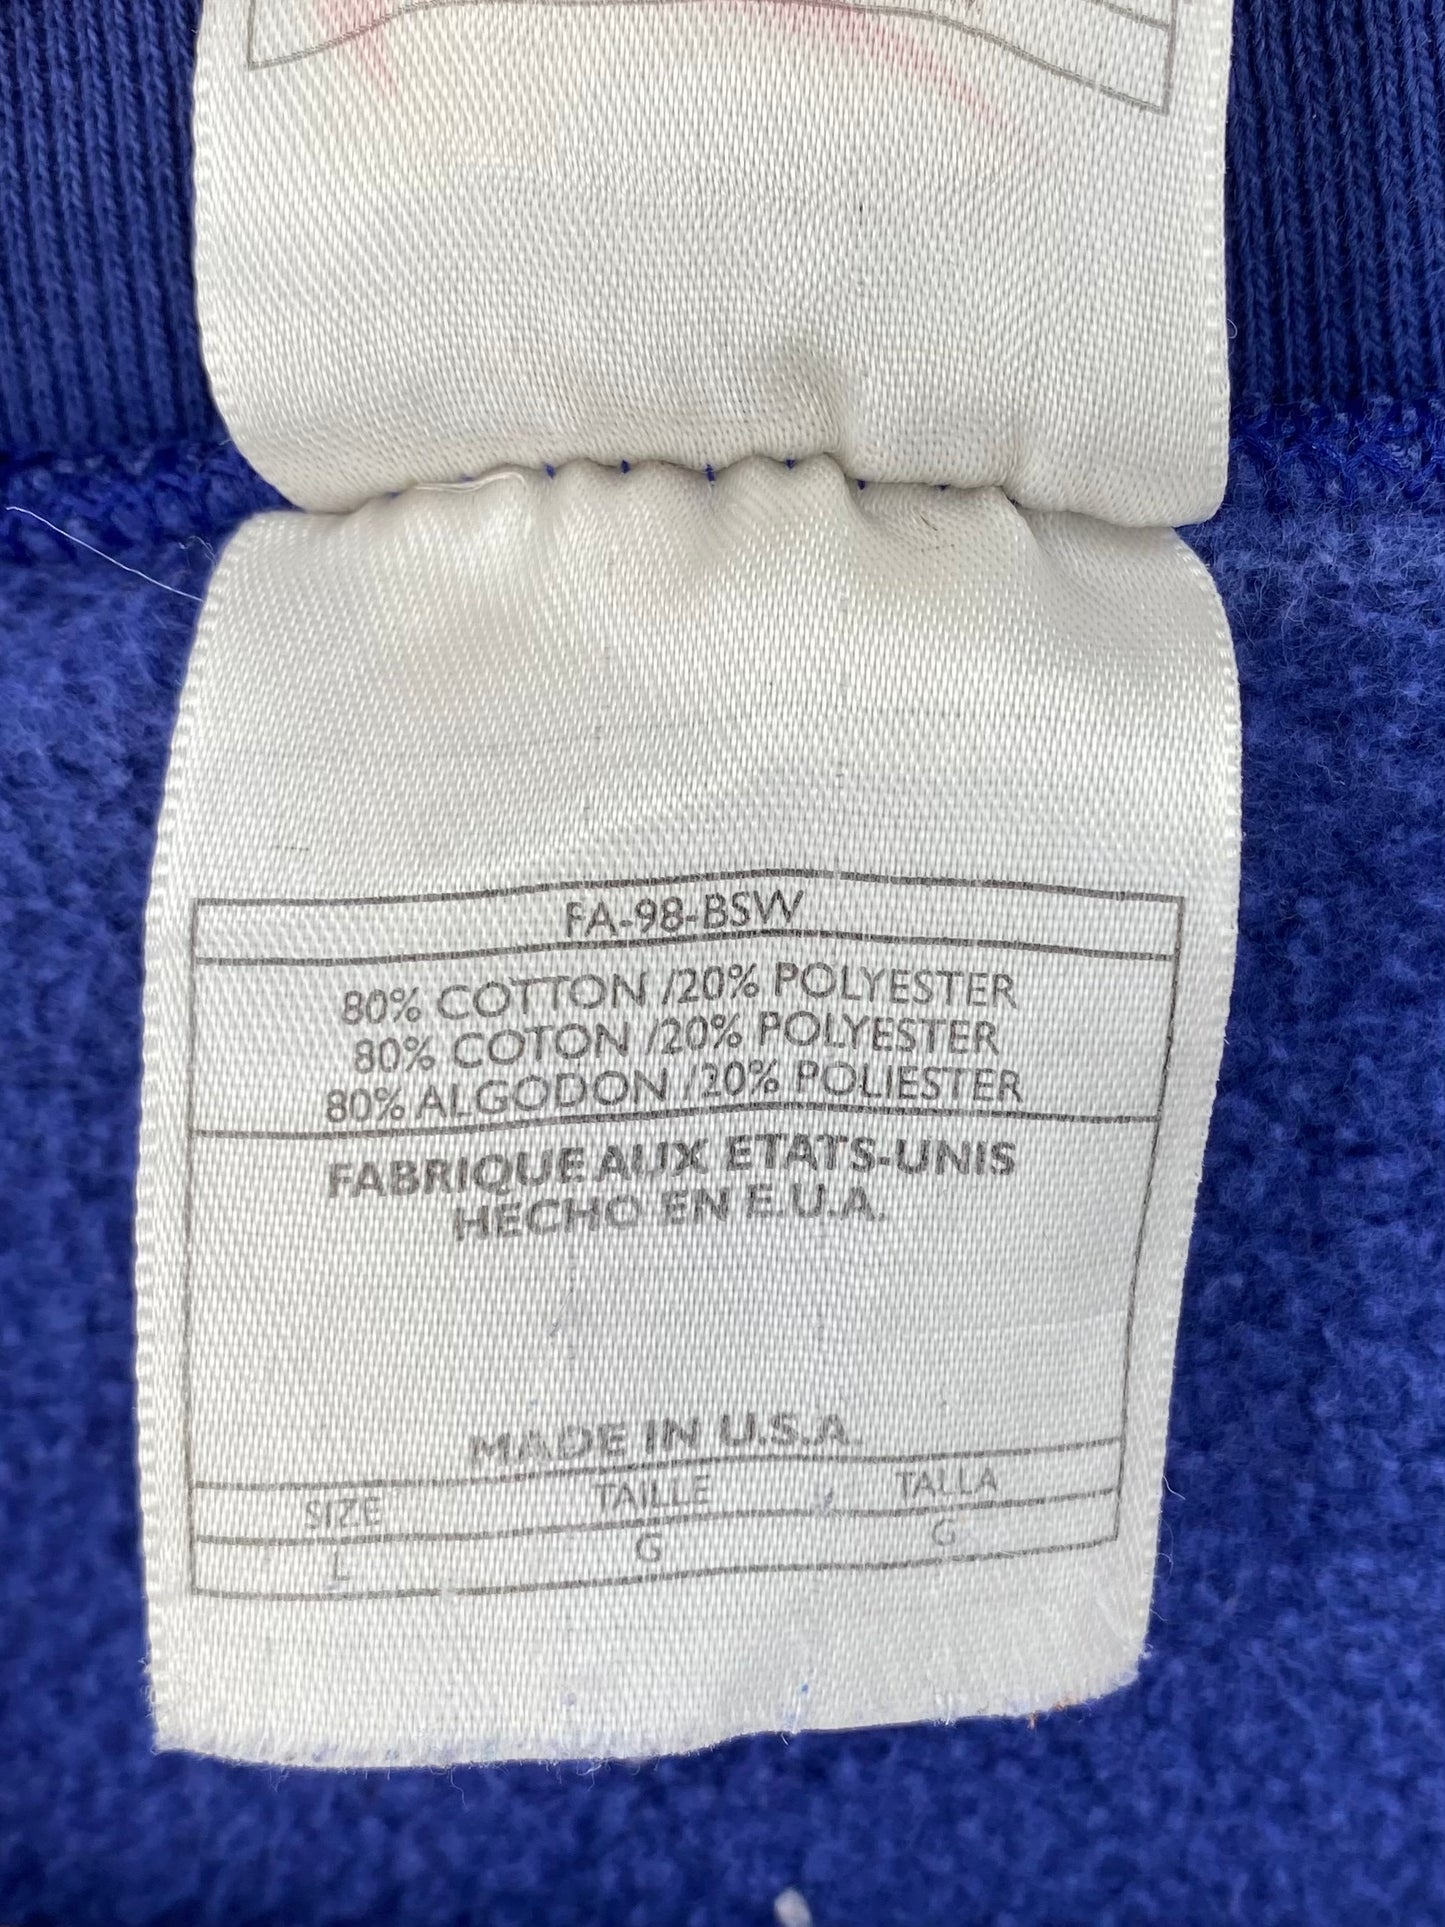 FA-98-BSW
80% COTTON /20% POLYESTER
80% COTON /20% POLYESTER
80% ALGODON /20% POLIESTER
FABRIQUE AUX ETATS-UNIS
HECHO EN E.U.A.
MADE IN U.S.A.
SIZE TAILLE TALLA
L G G